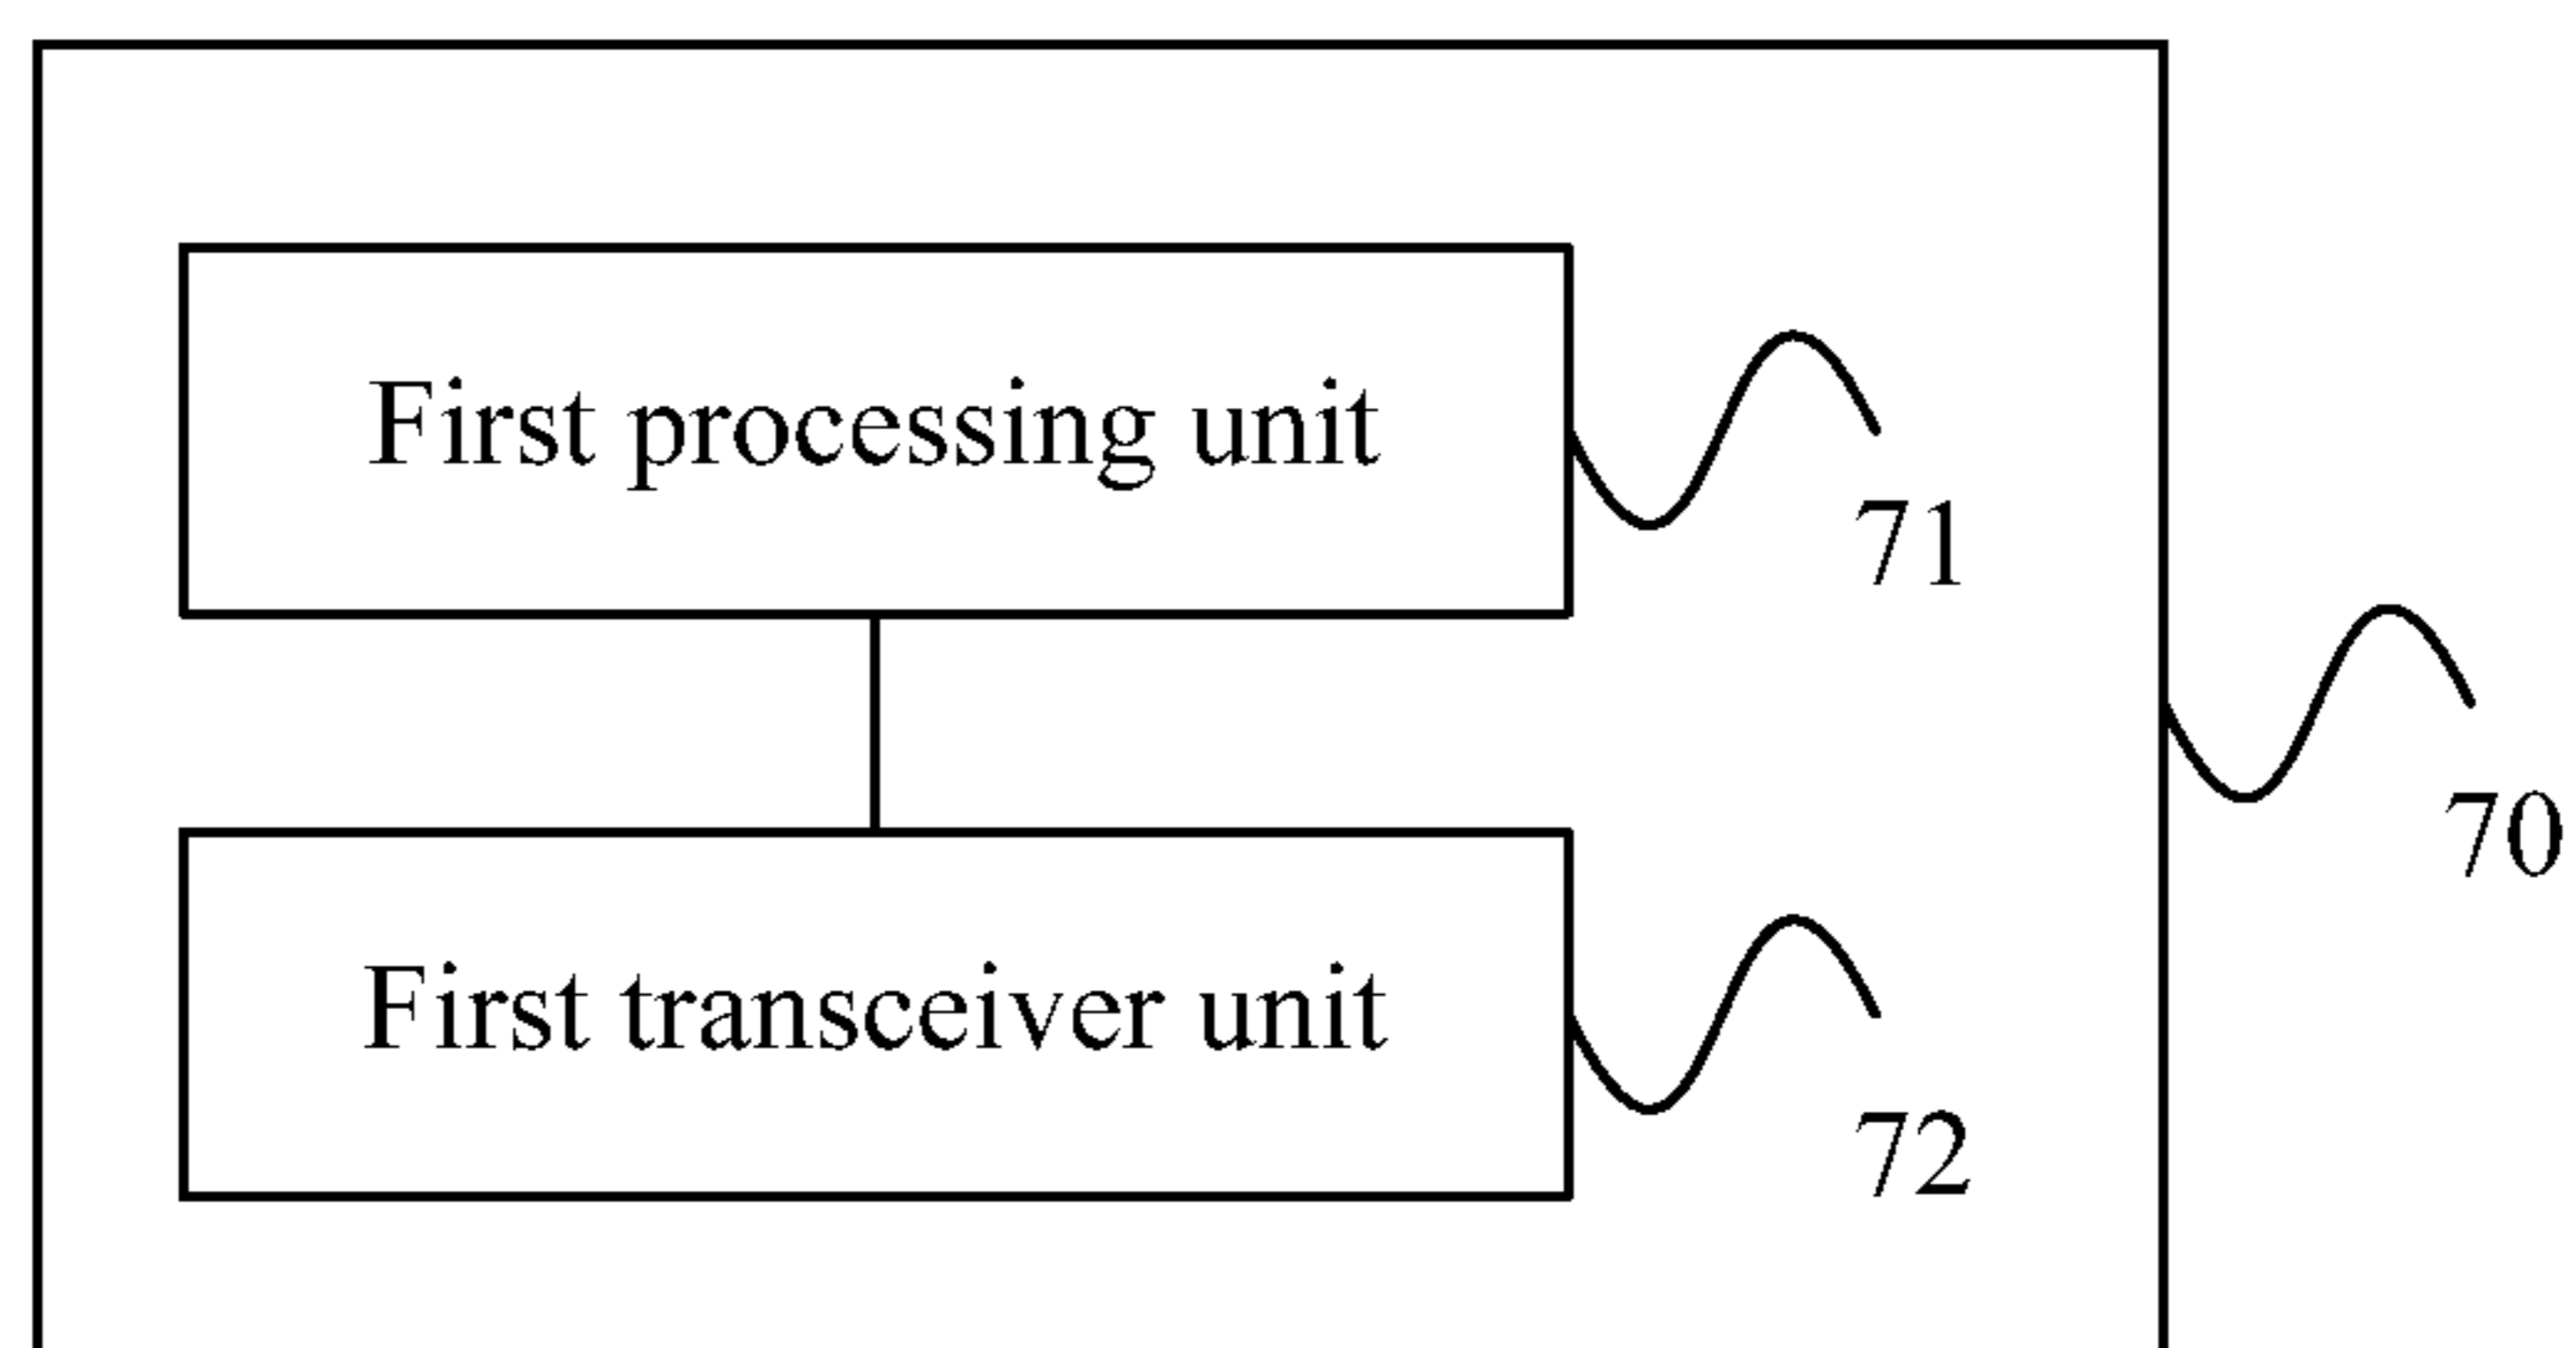 First processing unit
71
70
First transceiver unit
72